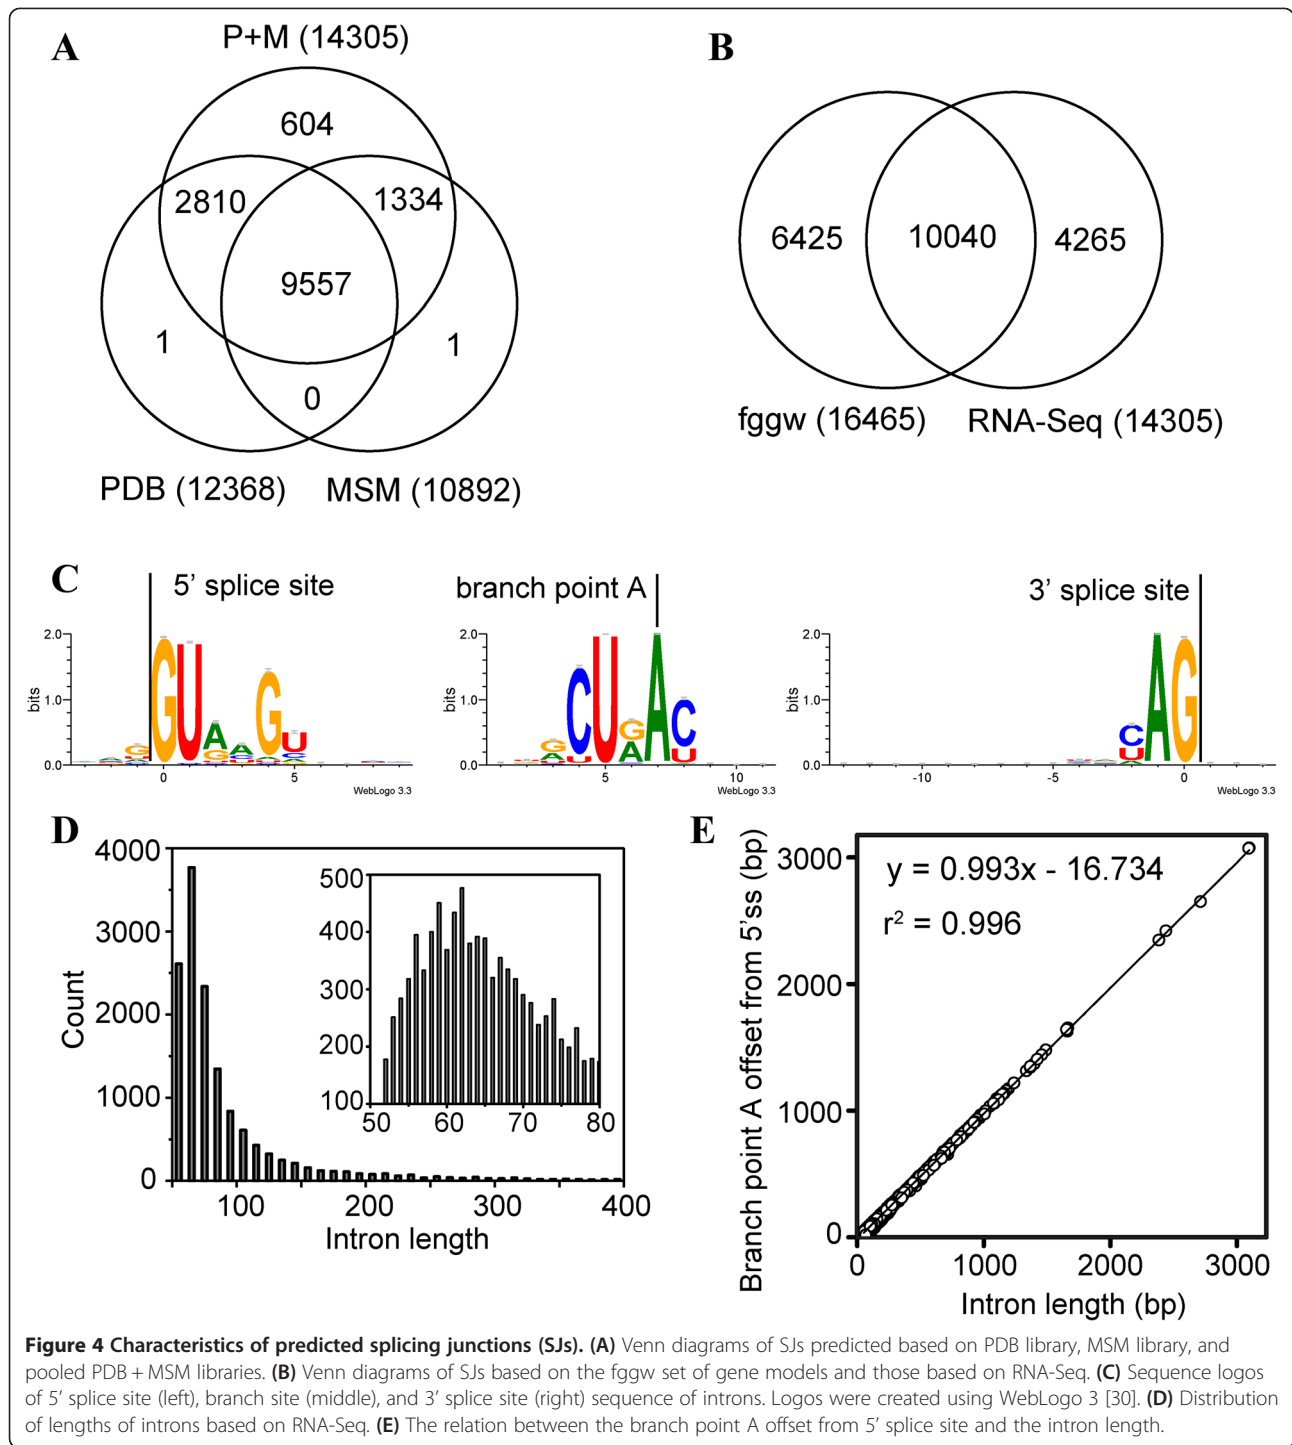 A
P+M (14305)
604
2810
1334
9557
1
1
0
PDB (12368)
MSM (10892)
B
6425
10040
4265
fggw (16465)
RNA-Seq (14305)
C
5’ splice site
2.0
1.0
0.0
bits
GUAAGU
0
5
WebLogo 3.3
branch point A
2.0
1.0
0.0
bits
GCUGAC
5
10
WebLogo 3.3
3’ splice site
2.0
1.0
0.0
bits
CAG
-10
-5
0
WebLogo 3.3
D
4000
3000
2000
1000
0
Count
100
200
300
400
Intron length
500
400
300
200
100
50
60
70
80
E
y = 0.993x - 16.734
r² = 0.996
3000
2000
1000
0
Branch point A offset from 5’ss (bp)
0
1000
2000
3000
Intron length (bp)
Figure 4 Characteristics of predicted splicing junctions (SJs). (A) Venn diagrams of SJs predicted based on PDB library, MSM library, and
pooled PDB + MSM libraries. (B) Venn diagrams of SJs based on the fggw set of gene models and those based on RNA-Seq. (C) Sequence logos
of 5’ splice site (left), branch site (middle), and 3’ splice site (right) sequence of introns. Logos were created using WebLogo 3 [30]. (D) Distribution
of lengths of introns based on RNA-Seq. (E) The relation between the branch point A offset from 5’ splice site and the intron length.